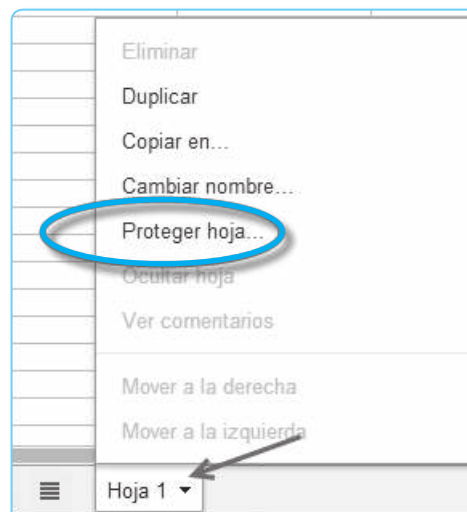 Eliminar
Duplicar
Copiar en...
Cambiar nombre...
Proteger hoja...
Ocultar hoja
Ver comentarios
Mover a la derecha
Mover a la izquierda
Hoja 1